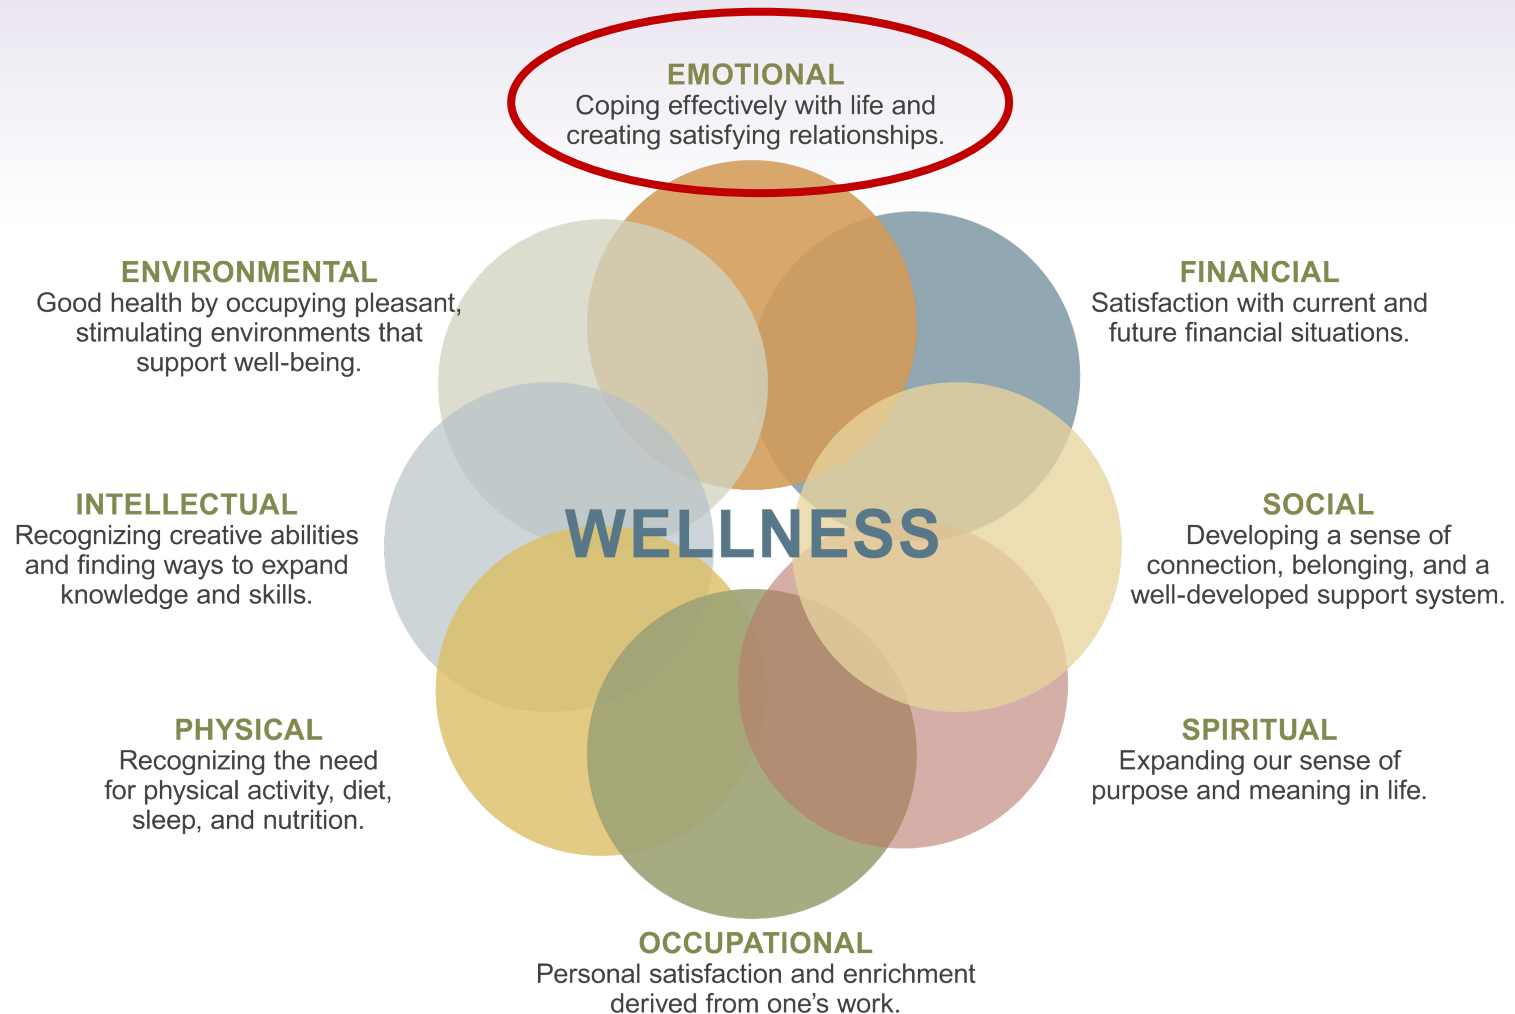 EMOTIONAL
Coping effectively with life and
creating satisfying relationships.
ENVIRONMENTAL
Good health by occupying pleasant,
stimulating environments that
support well-being.
FINANCIAL
Satisfaction with current and
future financial situations.
INTELLECTUAL
Recognizing creative abilities
and finding ways to expand
knowledge and skills.
WELLNESS
SOCIAL
Developing a sense of
connection, belonging, and a
well-developed support system.
PHYSICAL
Recognizing the need
for physical activity, diet,
sleep, and nutrition.
SPIRITUAL
Expanding our sense of
purpose and meaning in life.
OCCUPATIONAL
Personal satisfaction and enrichment
derived from one’s work.